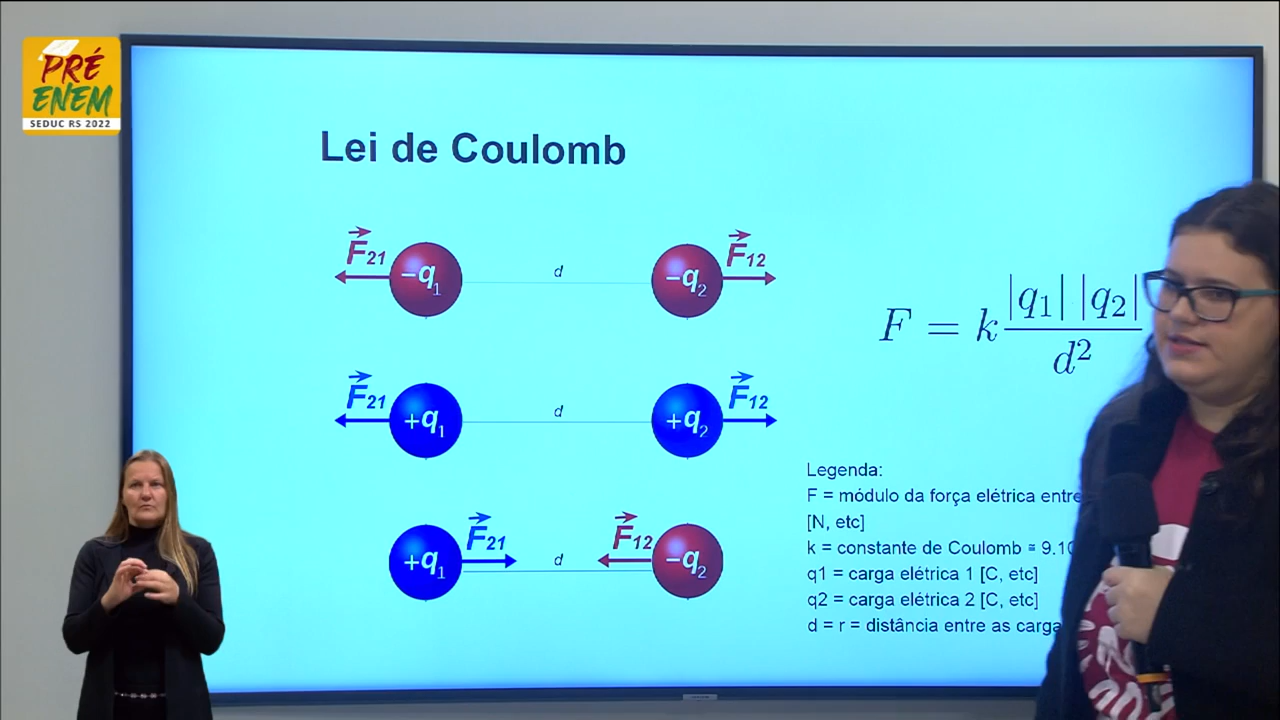 PRÉ
ENEM
SEDUC RS 2022
Lei de Coulomb
F21
−q1
d
−q2
F12
F = k |q1| |q2| / d²
F21
+q1
d
+q2
F12
Legenda:
F = módulo da força elétrica entre
[N, etc]
k = constante de Coulomb ≅ 9.10
q1 = carga elétrica 1 [C, etc]
q2 = carga elétrica 2 [C, etc]
d = r = distância entre as carga
+q1
F21
d
F12
−q2